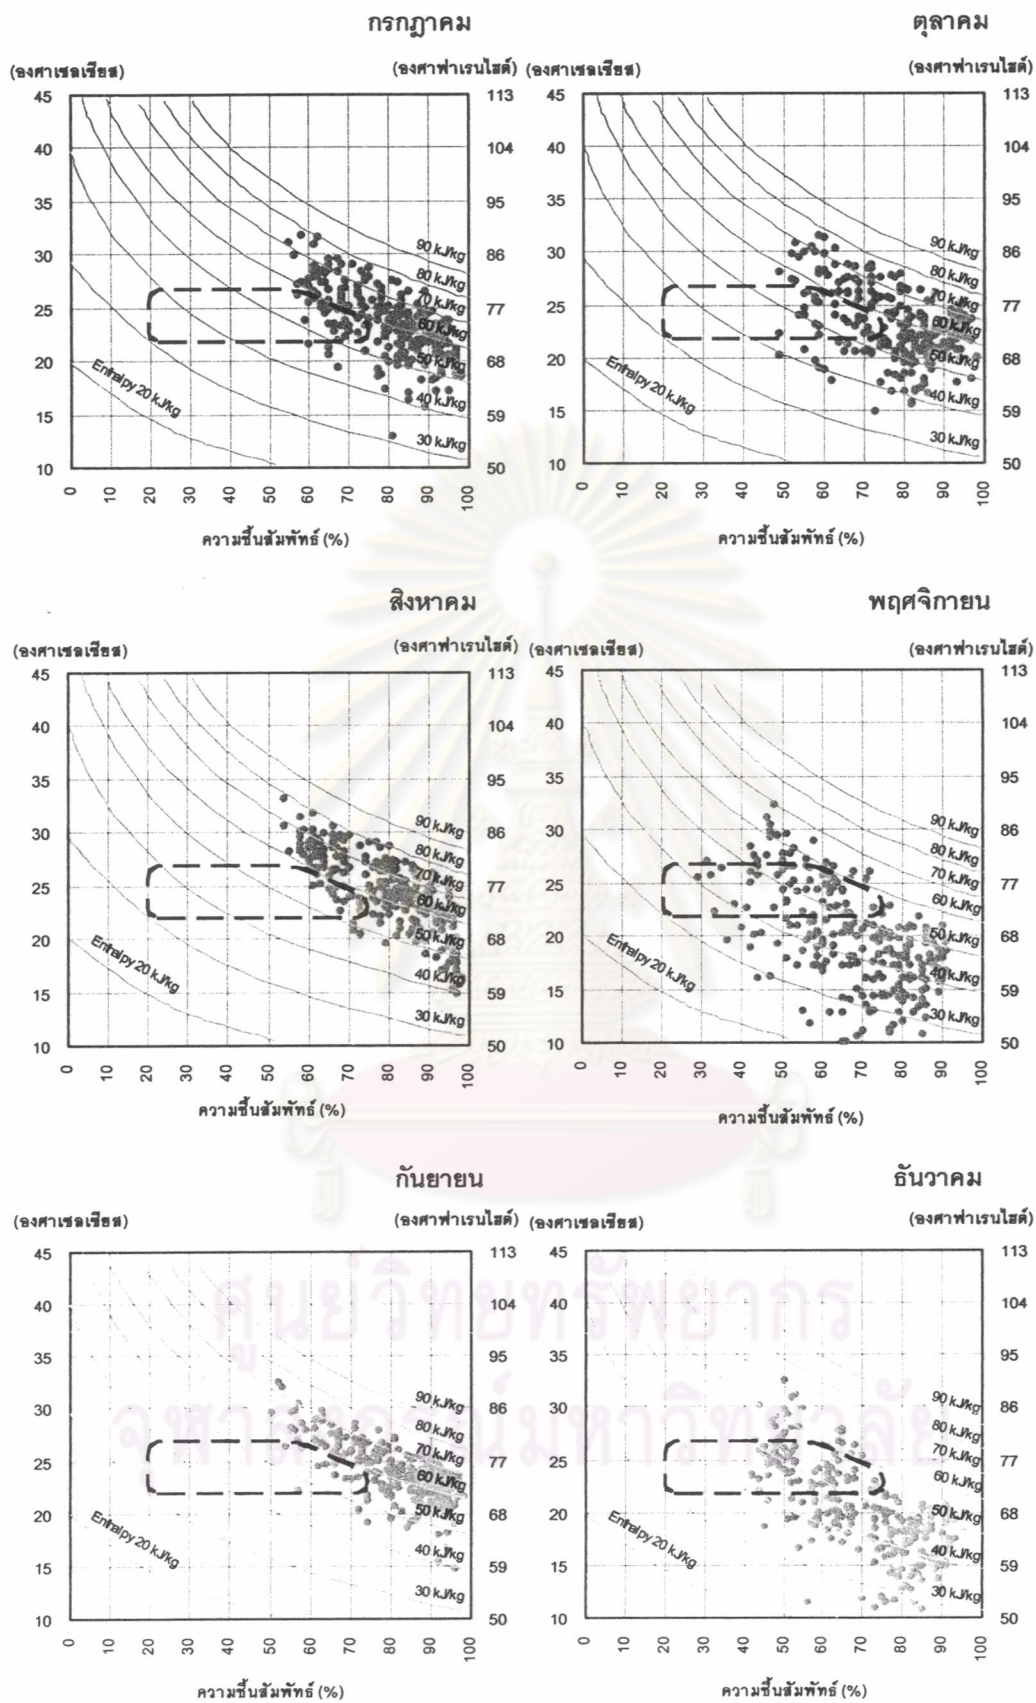 กรกฎาคม
(องศาเซลเซียส)
(องศาฟาเรนไฮต์)
45
40
35
30
25
20
15
10
113
104
95
86
77
68
59
50
90 kJ/kg
80 kJ/kg
70 kJ/kg
60 kJ/kg
50 kJ/kg
40 kJ/kg
30 kJ/kg
Enthalpy 20 kJ/kg
0 10 20 30 40 50 60 70 80 90 100
ความชื้นสัมพัทธ์ (%)
ตุลาคม
(องศาเซลเซียส)
(องศาฟาเรนไฮต์)
45
40
35
30
25
20
15
10
113
104
95
86
77
68
59
50
90 kJ/kg
80 kJ/kg
70 kJ/kg
60 kJ/kg
50 kJ/kg
40 kJ/kg
30 kJ/kg
Enthalpy 20 kJ/kg
0 10 20 30 40 50 60 70 80 90 100
ความชื้นสัมพัทธ์ (%)
สิงหาคม
(องศาเซลเซียส)
(องศาฟาเรนไฮต์)
45
40
35
30
25
20
15
10
113
104
95
86
77
68
59
50
90 kJ/kg
80 kJ/kg
70 kJ/kg
60 kJ/kg
50 kJ/kg
40 kJ/kg
30 kJ/kg
Enthalpy 20 kJ/kg
0 10 20 30 40 50 60 70 80 90 100
ความชื้นสัมพัทธ์ (%)
พฤศจิกายน
(องศาเซลเซียส)
(องศาฟาเรนไฮต์)
45
40
35
30
25
20
15
10
113
104
95
86
77
68
59
50
90 kJ/kg
80 kJ/kg
70 kJ/kg
60 kJ/kg
50 kJ/kg
40 kJ/kg
30 kJ/kg
Enthalpy 20 kJ/kg
0 10 20 30 40 50 60 70 80 90 100
ความชื้นสัมพัทธ์ (%)
กันยายน
(องศาเซลเซียส)
(องศาฟาเรนไฮต์)
45
40
35
30
25
20
15
10
113
104
95
86
77
68
59
50
90 kJ/kg
80 kJ/kg
70 kJ/kg
60 kJ/kg
50 kJ/kg
40 kJ/kg
30 kJ/kg
Enthalpy 20 kJ/kg
0 10 20 30 40 50 60 70 80 90 100
ความชื้นสัมพัทธ์ (%)
ธันวาคม
(องศาเซลเซียส)
(องศาฟาเรนไฮต์)
45
40
35
30
25
20
15
10
113
104
95
86
77
68
59
50
90 kJ/kg
80 kJ/kg
70 kJ/kg
60 kJ/kg
50 kJ/kg
40 kJ/kg
30 kJ/kg
Enthalpy 20 kJ/kg
0 10 20 30 40 50 60 70 80 90 100
ความชื้นสัมพัทธ์ (%)
ศูนย์วิทยทรัพยากร
จุฬาลงกรณ์มหาวิทยาลัย